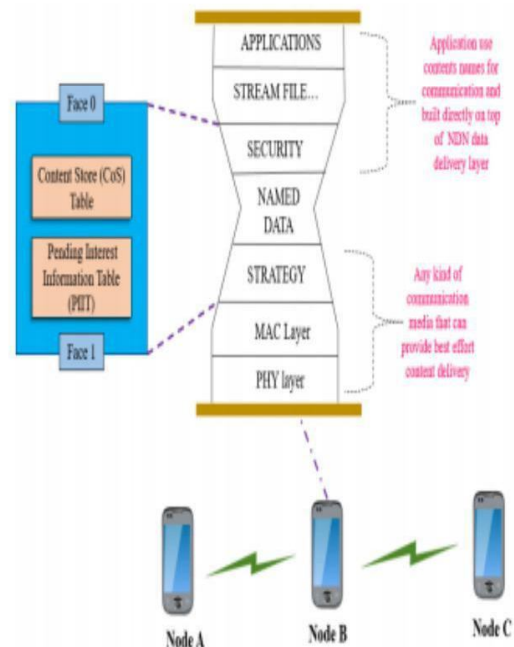 APPLICATIONS
STREAM FILE...
SECURITY
NAMED
DATA
STRATEGY
MAC Layer
PHY layer
Face 0
Content Store (CoS)
Table
Pending Interest
Information Table
(PIIT)
Face 1
Application use
contents names for
communication and
built directly on top
of NDN data
delivery layer
Any kind of
communication
media that can
provide best effort
content delivery
Node A
Node B
Node C